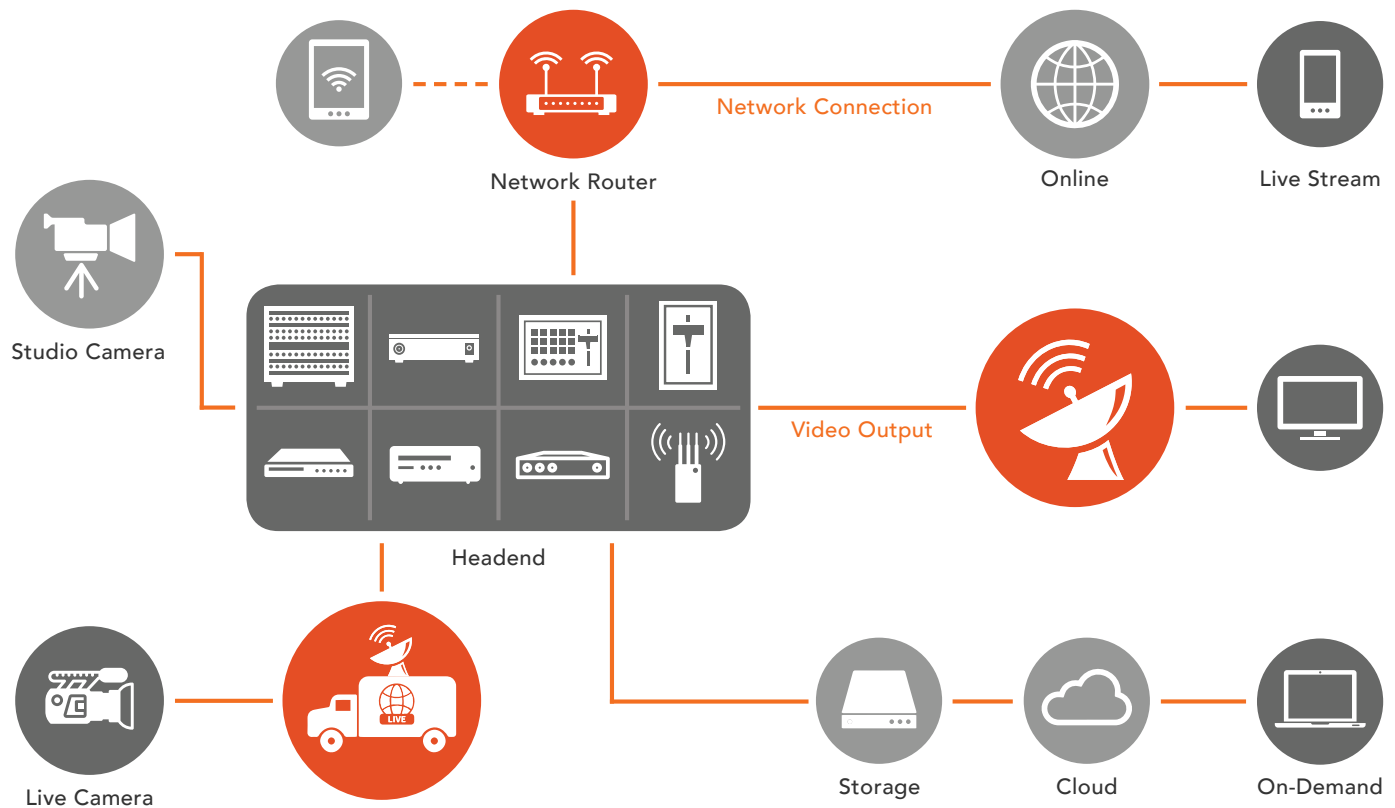 Network Connection
Network Router
Online
Live Stream
Studio Camera
Video Output
Headend
LIVE
Live Camera
Storage
Cloud
On-Demand